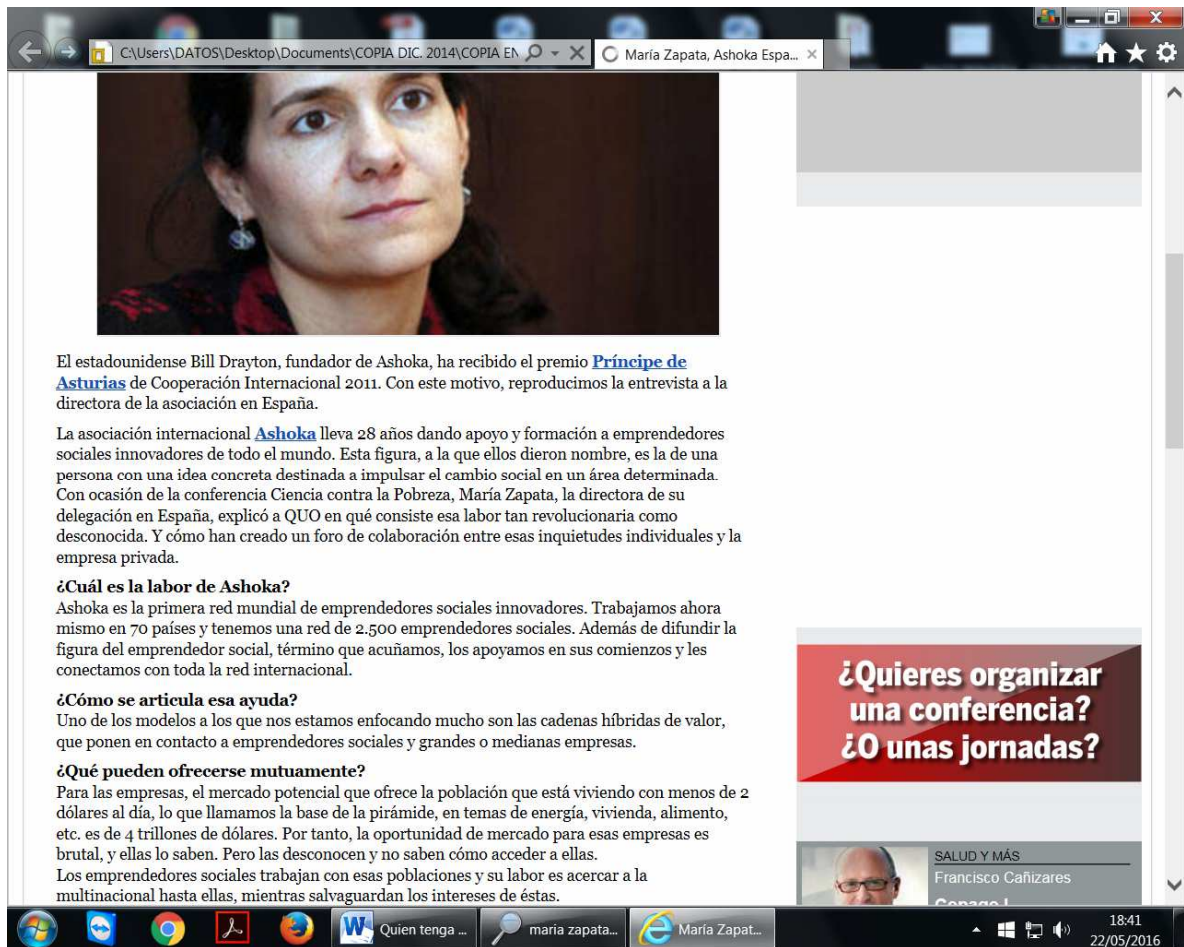 C:\Users\DATOS\Desktop\Documents\COPIA DIC. 2014\COPIA EN
María Zapata, Ashoka Espa...
El estadounidense Bill Drayton, fundador de Ashoka, ha recibido el premio Príncipe de
Asturias de Cooperación Internacional 2011. Con este motivo, reproducimos la entrevista a la
directora de la asociación en España.
La asociación internacional Ashoka lleva 28 años dando apoyo y formación a emprendedores
sociales innovadores de todo el mundo. Esta figura, a la que ellos dieron nombre, es la de una
persona con una idea concreta destinada a impulsar el cambio social en un área determinada.
Con ocasión de la conferencia Ciencia contra la Pobreza, María Zapata, la directora de su
delegación en España, explicó a QUO en qué consiste esa labor tan revolucionaria como
desconocida. Y cómo han creado un foro de colaboración entre esas inquietudes individuales y la
empresa privada.
¿Cuál es la labor de Ashoka?
Ashoka es la primera red mundial de emprendedores sociales innovadores. Trabajamos ahora
mismo en 70 países y tenemos una red de 2.500 emprendedores sociales. Además de difundir la
figura del emprendedor social, término que acuñamos, los apoyamos en sus comienzos y les
conectamos con toda la red internacional.
¿Cómo se articula esa ayuda?
Uno de los modelos a los que nos estamos enfocando mucho son las cadenas híbridas de valor,
que ponen en contacto a emprendedores sociales y grandes o medianas empresas.
¿Qué pueden ofrecerse mutuamente?
Para las empresas, el mercado potencial que ofrece la población que está viviendo con menos de 2
dólares al día, lo que llamamos la base de la pirámide, en temas de energía, vivienda, alimento,
etc. es de 4 trillones de dólares. Por tanto, la oportunidad de mercado para esas empresas es
brutal, y ellas lo saben. Pero las desconocen y no saben cómo acceder a ellas.
Los emprendedores sociales trabajan con esas poblaciones y su labor es acercar a la
multinacional hasta ellas, mientras salvaguardan los intereses de éstas.
¿Quieres organizar
una conferencia?
¿O unas jornadas?
SALUD Y MÁS
Francisco Cañizares
Quien tenga ...
maria zapata...
María Zapat...
18:41
22/05/2016